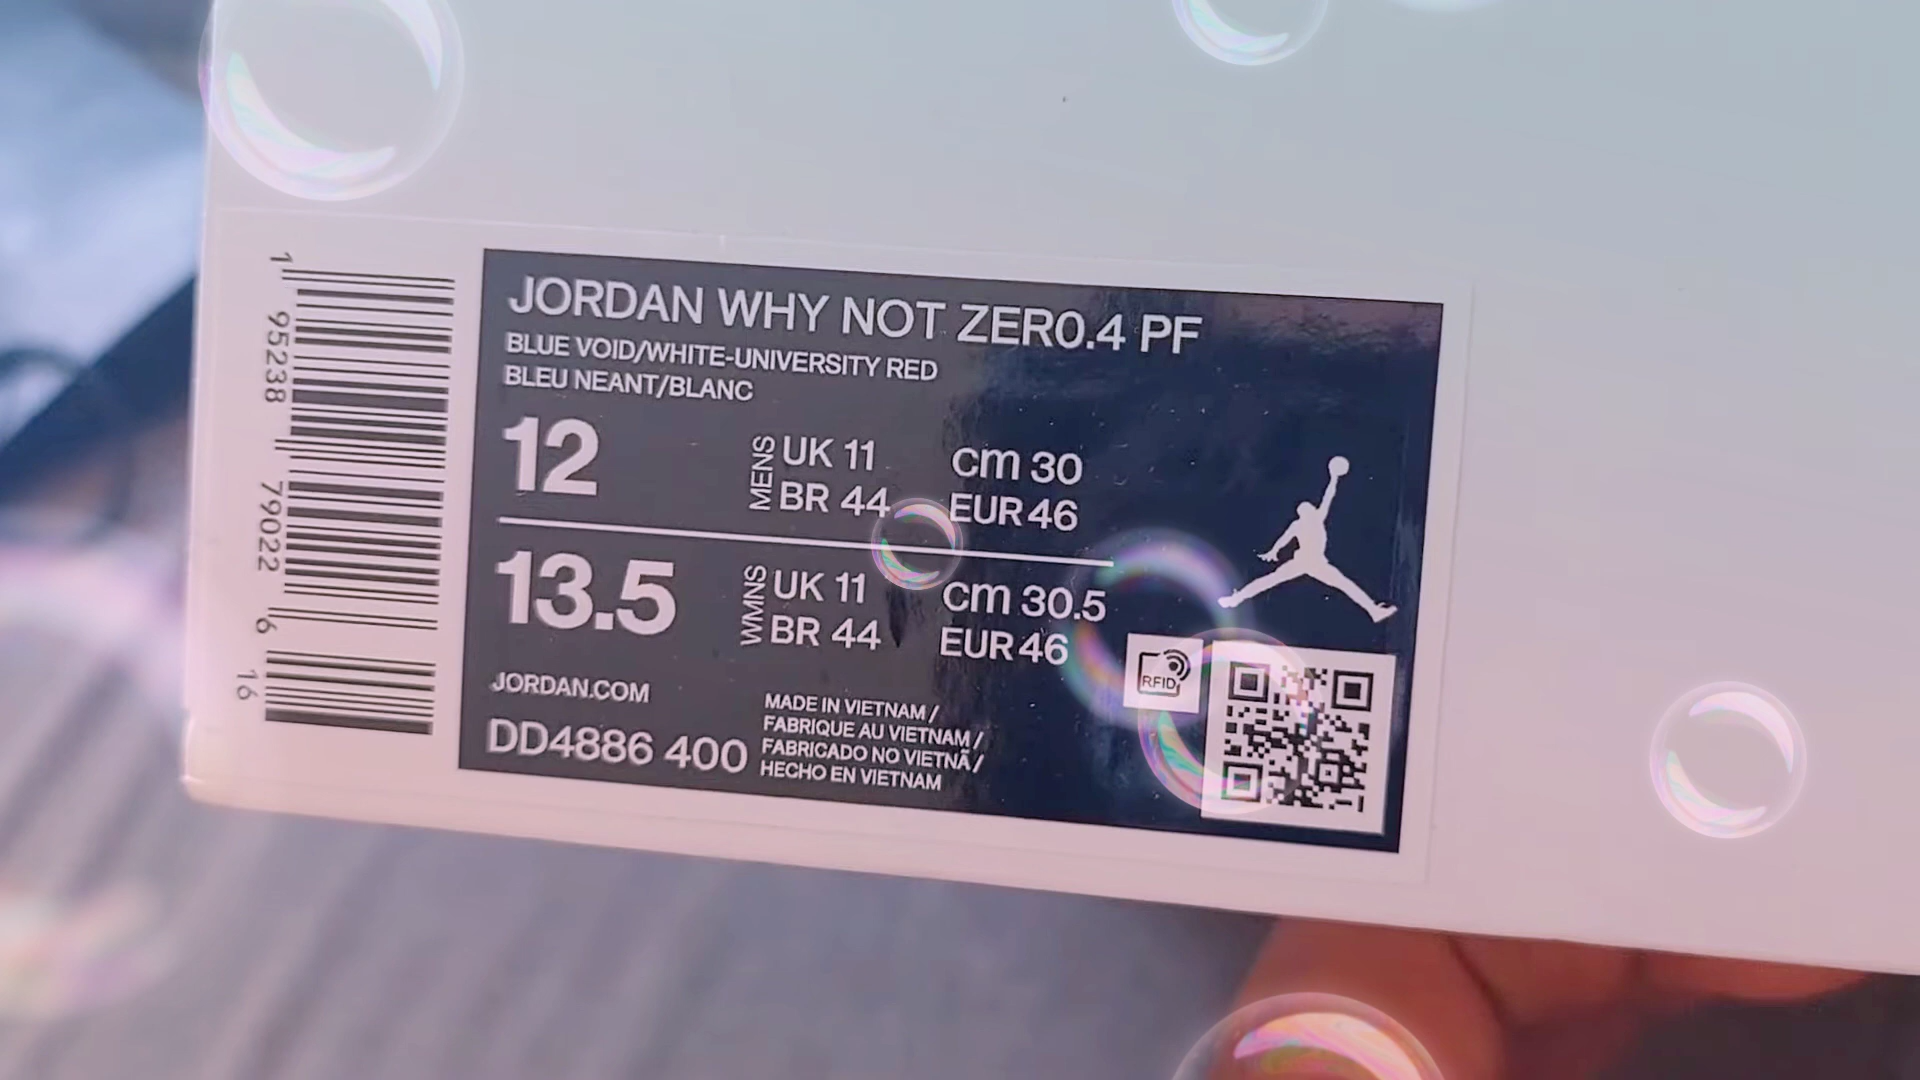 JORDAN WHY NOT ZER0.4 PF
BLUE VOID/WHITE-UNIVERSITY RED
BLEU NEANT/BLANC
12
MENS
UK 11
cm 30
BR 44
EUR 46
13.5
WMNS
UK 11
cm 30.5
BR 44
EUR 46
JORDAN.COM
DD4886 400
MADE IN VIETNAM /
FABRIQUE AU VIETNAM /
FABRICADO NO VIETNÃ /
HECHO EN VIETNAM
RFID
1 95238 79022 6
16